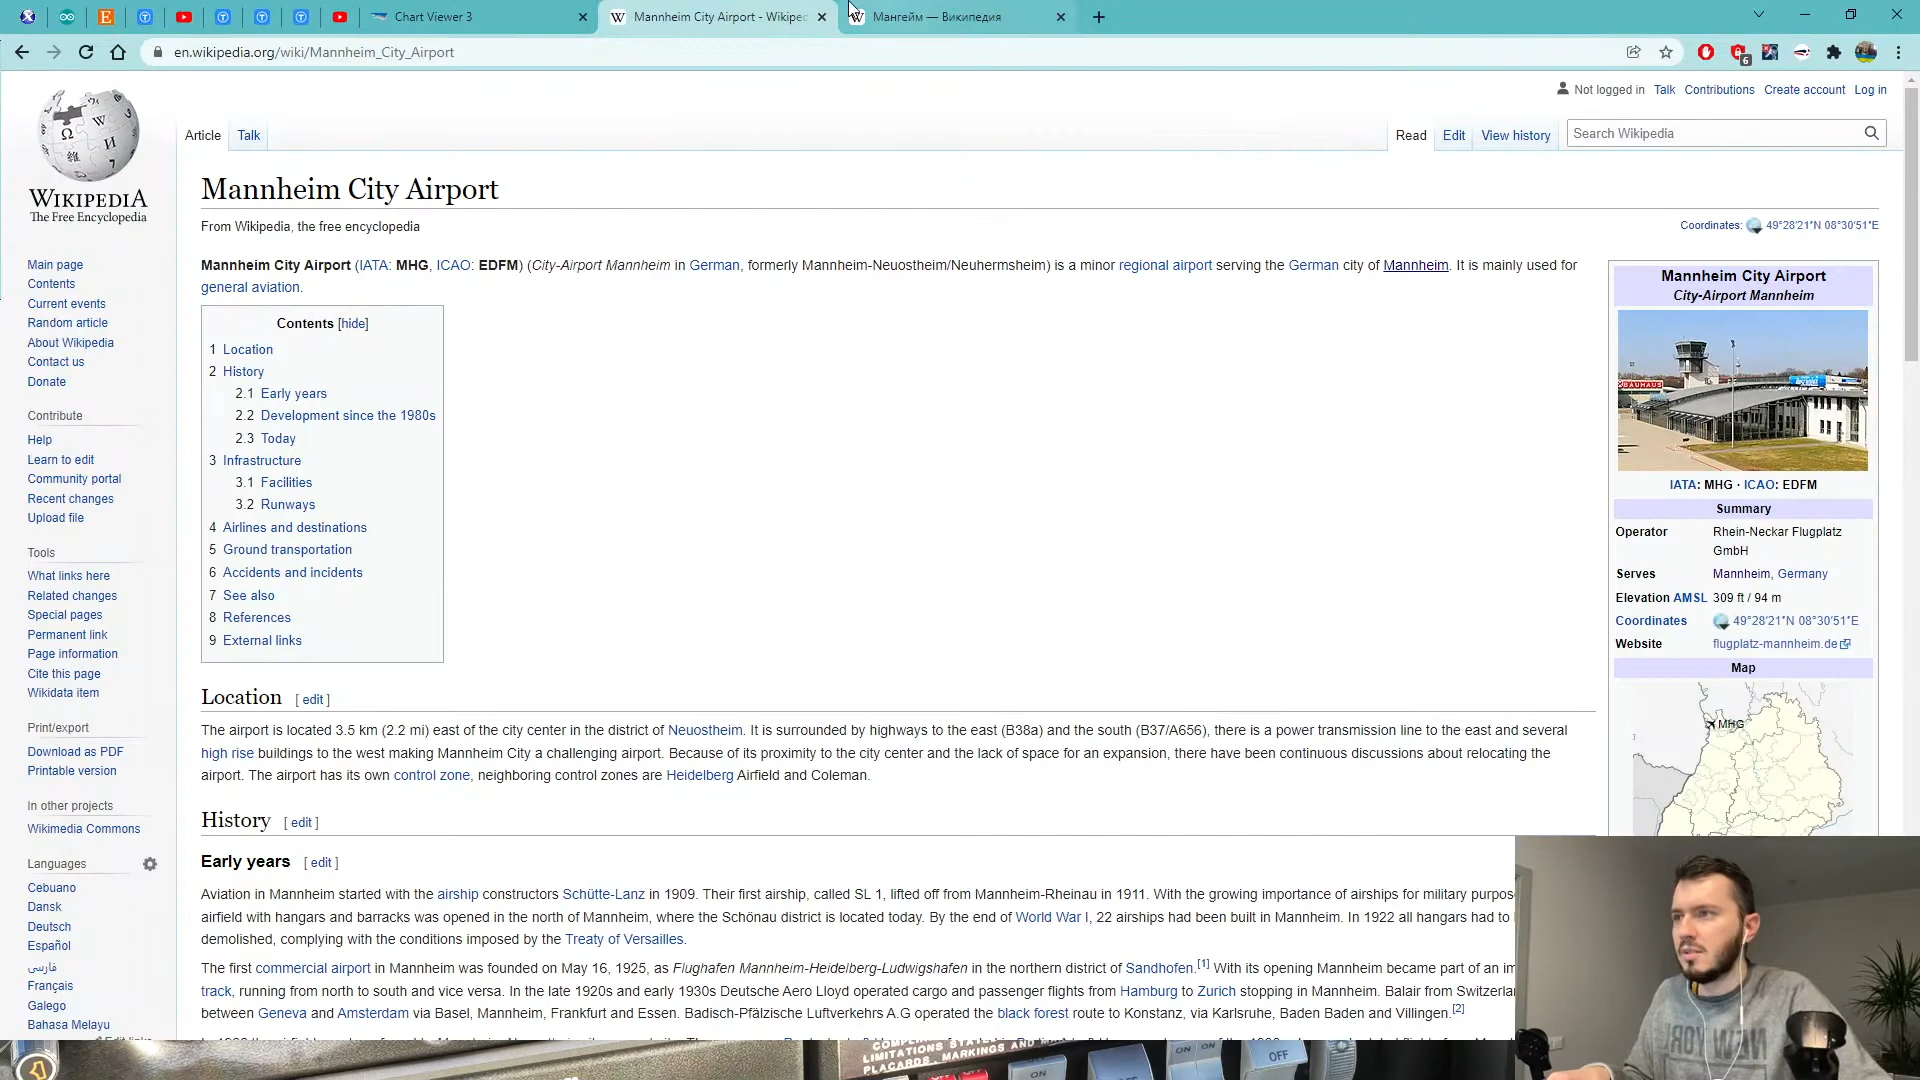 Chart Viewer 3
Mannheim City Airport - Wikiped
Мангейм — Википедия
en.wikipedia.org/wiki/Mannheim_City_Airport
6
Not logged in Talk Contributions Create account Log in
Article Talk
Read Edit View history Search Wikipedia
WIKIPEDIA
The Free Encyclopedia
Main page
Contents
Current events
Random article
About Wikipedia
Contact us
Donate
Contribute
Help
Learn to edit
Community portal
Recent changes
Upload file
Tools
What links here
Related changes
Special pages
Permanent link
Page information
Cite this page
Wikidata item
Print/export
Download as PDF
Printable version
In other projects
Wikimedia Commons
Languages
Cebuano
Dansk
Deutsch
Español
فارسی
Français
Galego
Bahasa Melayu
Mannheim City Airport
From Wikipedia, the free encyclopedia
Coordinates: 49°28′21″N 08°30′51″E
Mannheim City Airport (IATA: MHG, ICAO: EDFM) (City-Airport Mannheim in German, formerly Mannheim-Neuostheim/Neuhermsheim) is a minor regional airport serving the German city of Mannheim. It is mainly used for
general aviation.
Contents [hide]
1 Location
2 History
2.1 Early years
2.2 Development since the 1980s
2.3 Today
3 Infrastructure
3.1 Facilities
3.2 Runways
4 Airlines and destinations
5 Ground transportation
6 Accidents and incidents
7 See also
8 References
9 External links
Location [ edit ]
The airport is located 3.5 km (2.2 mi) east of the city center in the district of Neuostheim. It is surrounded by highways to the east (B38a) and the south (B37/A656), there is a power transmission line to the east and several
high rise buildings to the west making Mannheim City a challenging airport. Because of its proximity to the city center and the lack of space for an expansion, there have been continuous discussions about relocating the
airport. The airport has its own control zone, neighboring control zones are Heidelberg Airfield and Coleman.
History [ edit ]
Early years [ edit ]
Aviation in Mannheim started with the airship constructors Schütte-Lanz in 1909. Their first airship, called SL 1, lifted off from Mannheim-Rheinau in 1911. With the growing importance of airships for military purpos
airfield with hangars and barracks was opened in the north of Mannheim, where the Schönau district is located today. By the end of World War I, 22 airships had been built in Mannheim. In 1922 all hangars had to
demolished, complying with the conditions imposed by the Treaty of Versailles.
The first commercial airport in Mannheim was founded on May 16, 1925, as Flughafen Mannheim-Heidelberg-Ludwigshafen in the northern district of Sandhofen.[1] With its opening Mannheim became part of an im
track, running from north to south and vice versa. In the late 1920s and early 1930s Deutsche Aero Lloyd operated cargo and passenger flights from Hamburg to Zurich stopping in Mannheim. Balair from Switzerlan
between Geneva and Amsterdam via Basel, Mannheim, Frankfurt and Essen. Badisch-Pfälzische Luftverkehrs A.G operated the black forest route to Konstanz, via Karlsruhe, Baden Baden and Villingen.[2]
Mannheim City Airport
City-Airport Mannheim
BAUHAUS
IATA: MHG · ICAO: EDFM
Summary
Operator Rhein-Neckar Flugplatz
GmbH
Serves Mannheim, Germany
Elevation AMSL 309 ft / 94 m
Coordinates 49°28′21″N 08°30′51″E
Website flugplatz-mannheim.de
Map
MHG
LIMITATIONS STAT
PLACARDS, MARKINGS AND
ON
ON ON
OFF